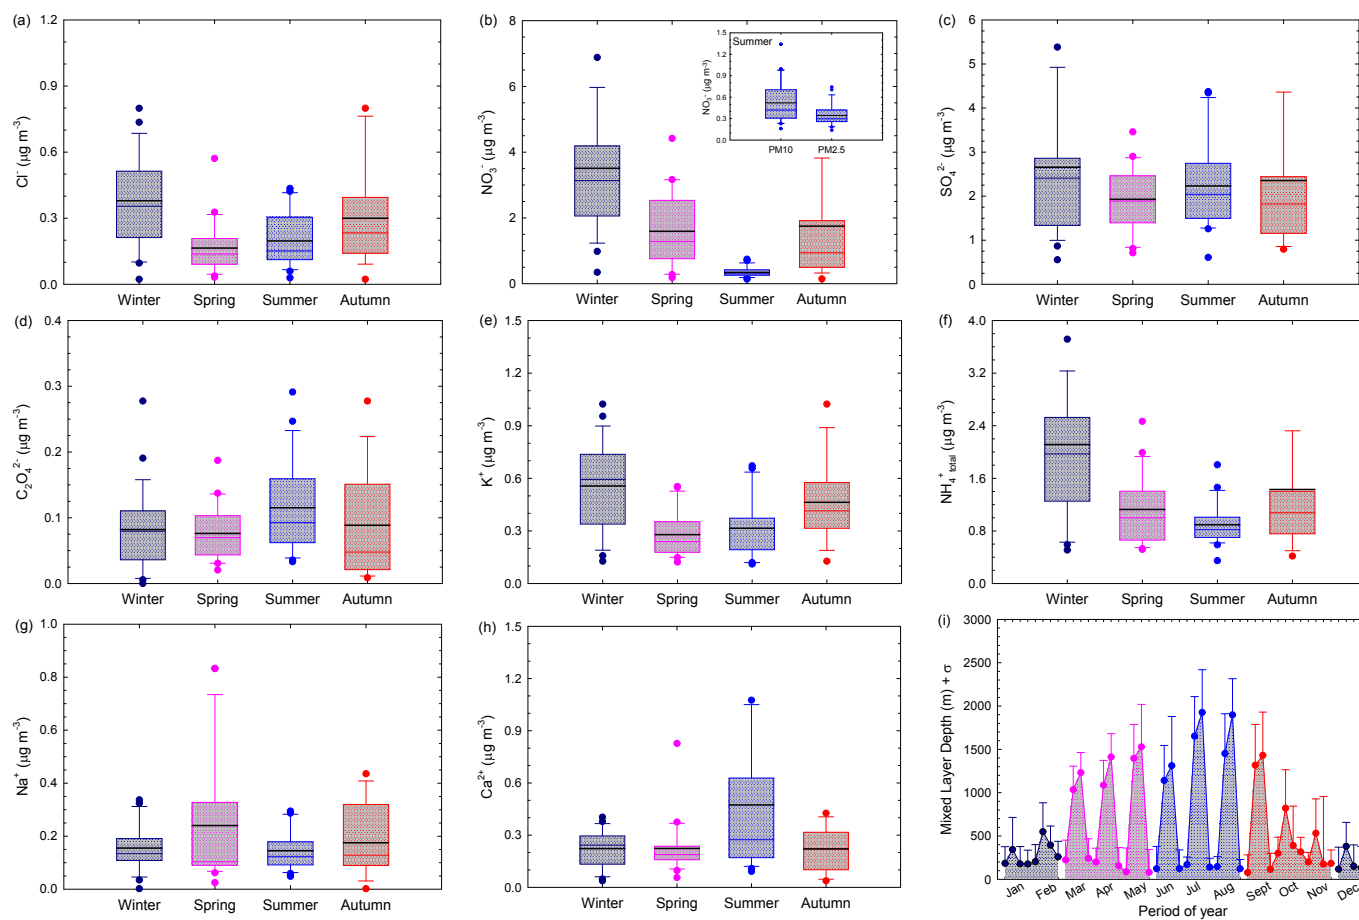 (a)
1.2
0.9
0.6
0.3
0.0
Cl⁻ (µg m⁻³)
Winter Spring Summer Autumn
(b)
8
6
4
2
0
NO₃⁻ (µg m⁻³)
Winter Spring Summer Autumn
Summer
1.5
1.2
0.9
0.6
0.3
0.0
NO₃⁻ (µg m⁻³)
PM10 PM2.5
(c)
6
5
4
3
2
1
0
SO₄²⁻ (µg m⁻³)
Winter Spring Summer Autumn
(d)
0.4
0.3
0.2
0.1
0.0
C₂O₄²⁻ (µg m⁻³)
Winter Spring Summer Autumn
(e)
1.5
1.2
0.9
0.6
0.3
0.0
K⁺ (µg m⁻³)
Winter Spring Summer Autumn
(f)
4.0
3.2
2.4
1.6
0.8
0.0
NH₄⁺ total (µg m⁻³)
Winter Spring Summer Autumn
(g)
1.0
0.8
0.6
0.4
0.2
0.0
Na⁺ (µg m⁻³)
Winter Spring Summer Autumn
(h)
1.5
1.2
0.9
0.6
0.3
0.0
Ca²⁺ (µg m⁻³)
Winter Spring Summer Autumn
(i)
3000
2500
2000
1500
1000
500
0
Mixed Layer Depth (m) + σ
Jan Feb Mar Apr May Jun Jul Aug Sept Oct Nov Dec
Period of year